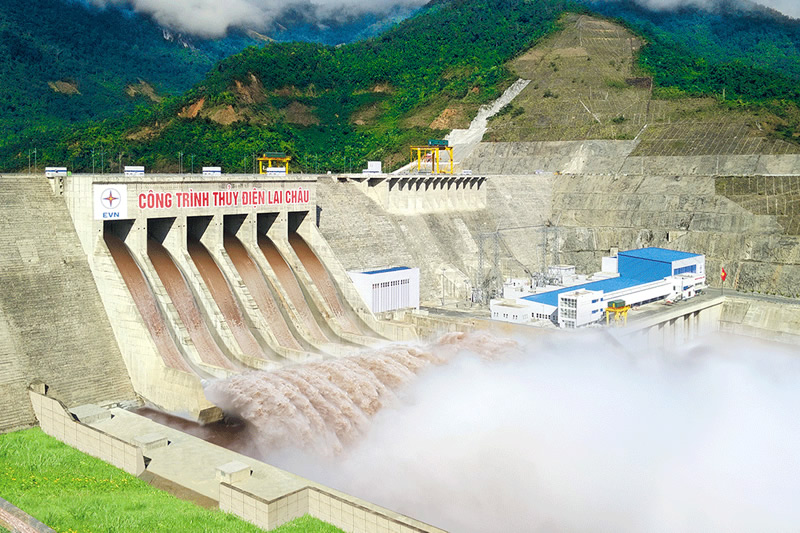 CÔNG TRÌNH THỦY ĐIỆN LAI CHÂU
EVN